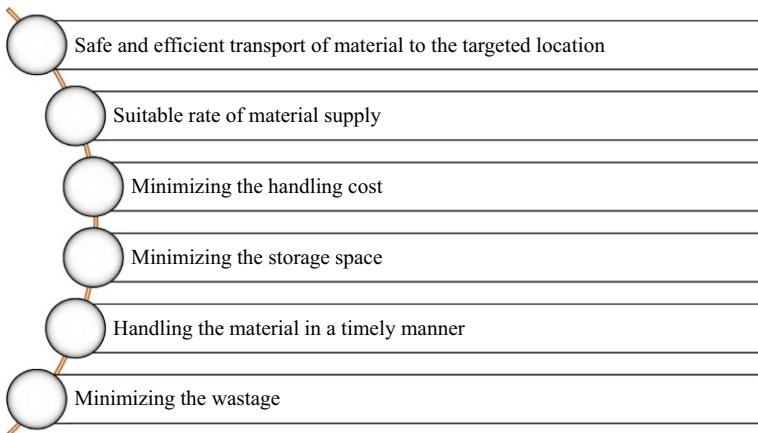 Safe and efficient transport of material to the targeted location
Suitable rate of material supply
Minimizing the handling cost
Minimizing the storage space
Handling the material in a timely manner
Minimizing the wastage